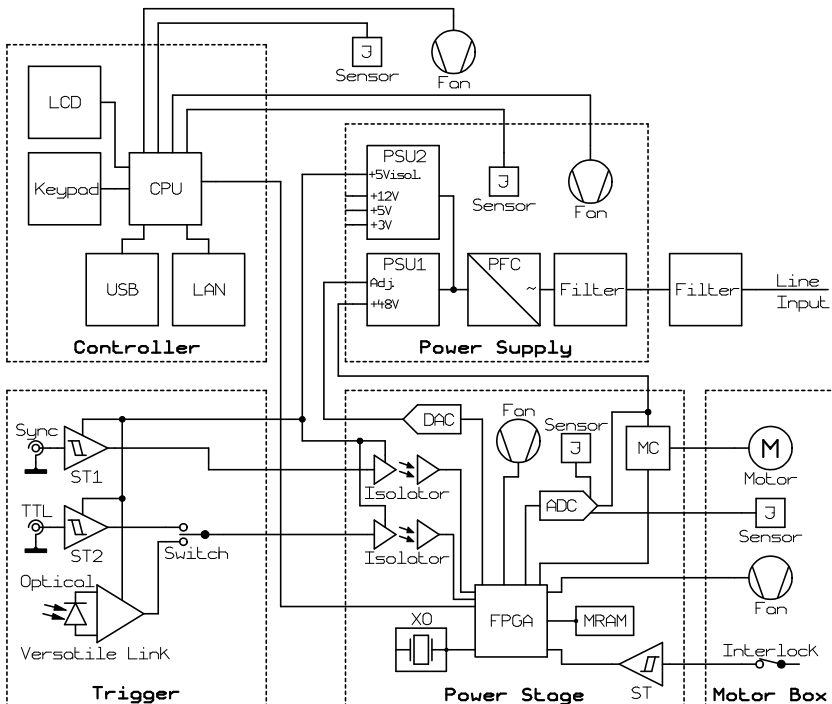 Sensor
Fan
LCD
Keypad
CPU
USB
LAN
Controller
PSU2
+5Visol.
+12V
+5V
+3V
Sensor
Fan
PSU1
Adj.
+48V
PFC
~
Filter
Filter
Line
Input
Power Supply
Sync
ST1
TTL
ST2
Switch
Optical
Versatile Link
Trigger
DAC
Fan
Sensor
Isolator
ADC
MC
Isolator
XO
FPGA
MRAM
ST
Power Stage
M
Motor
Sensor
Fan
Interlock
Motor Box